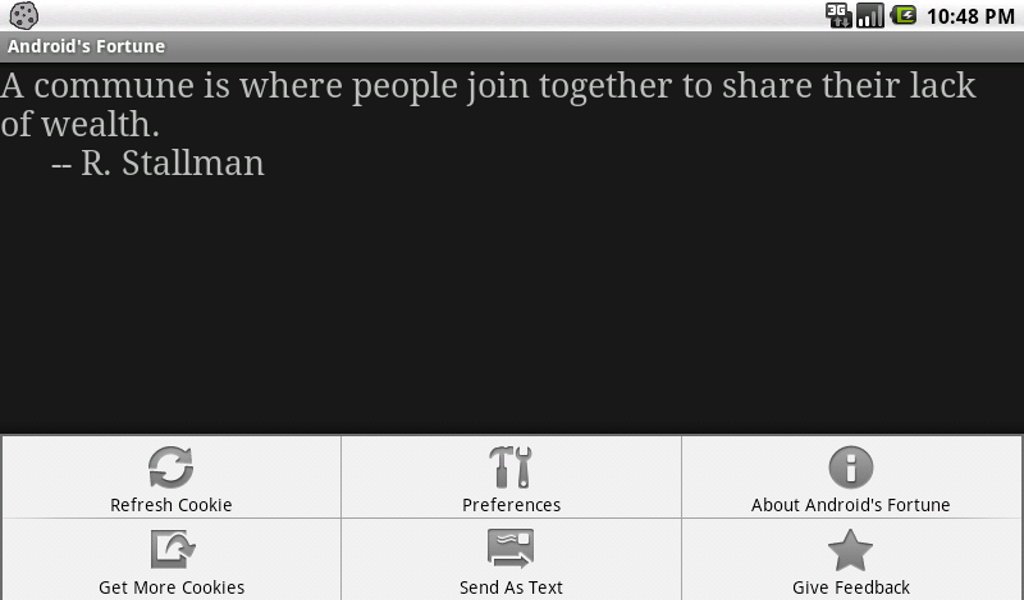 3G 10:48 PM
Android's Fortune
A commune is where people join together to share their lack
of wealth.
-- R. Stallman
Refresh Cookie
Preferences
About Android's Fortune
Get More Cookies
Send As Text
Give Feedback